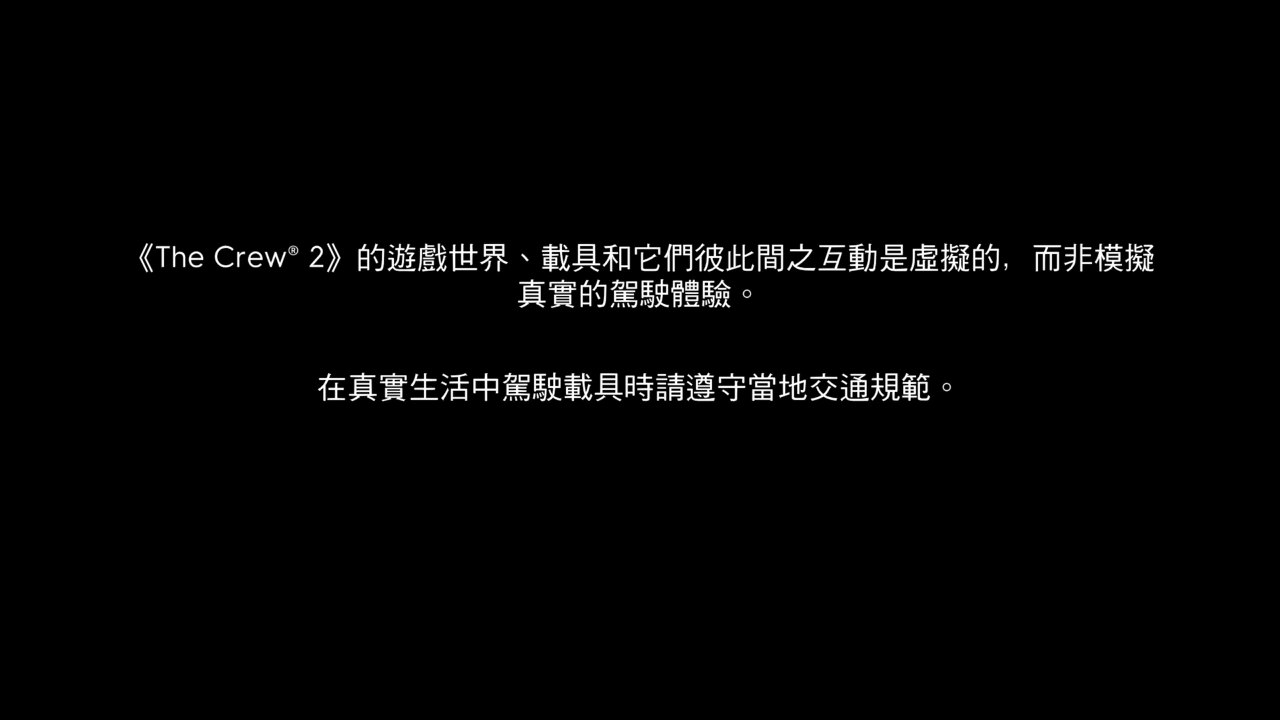 《The Crew® 2》的遊戲世界、載具和它們彼此間之互動是虛擬的，而非模擬
真實的駕駛體驗。
在真實生活中駕駛載具時請遵守當地交通規範。